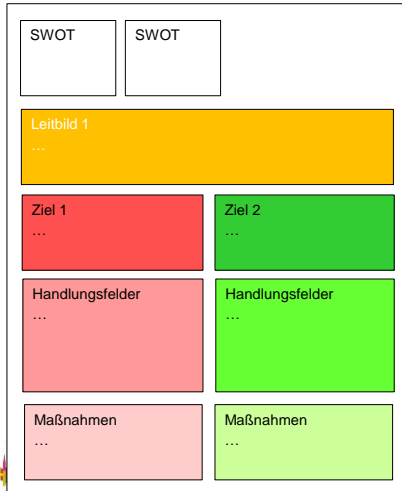 SWOT
SWOT
Leitbild 1
…
Ziel 1
…
Ziel 2
…
Handlungsfelder
…
Handlungsfelder
…
Maßnahmen
…
Maßnahmen
…